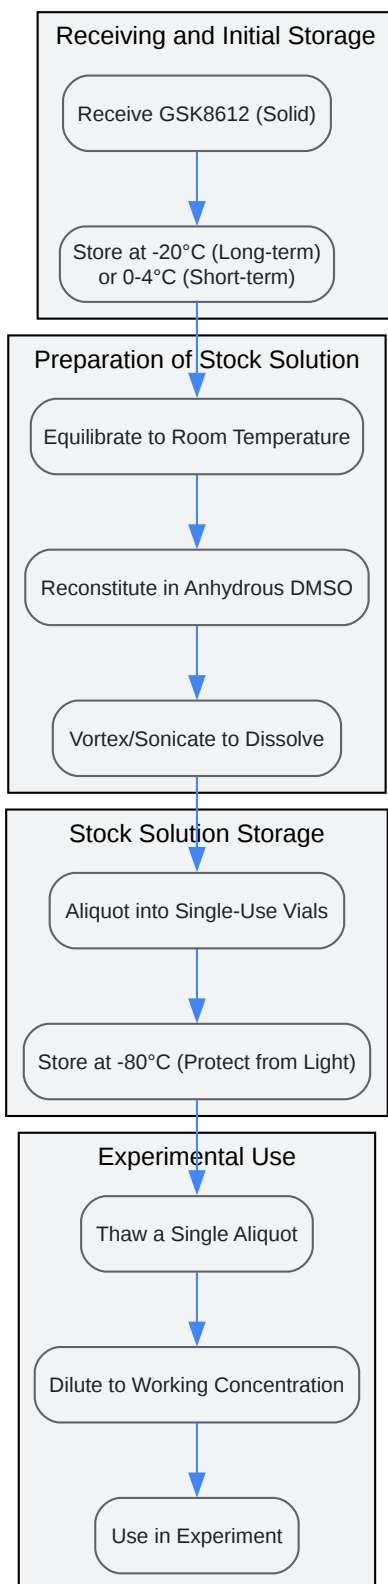 Receiving and Initial Storage
Receive GSK8612 (Solid)
Store at -20°C (Long-term)
or 0-4°C (Short-term)
Preparation of Stock Solution
Equilibrate to Room Temperature
Reconstitute in Anhydrous DMSO
Vortex/Sonicate to Dissolve
Stock Solution Storage
Aliquot into Single-Use Vials
Store at -80°C (Protect from Light)
Experimental Use
Thaw a Single Aliquot
Dilute to Working Concentration
Use in Experiment